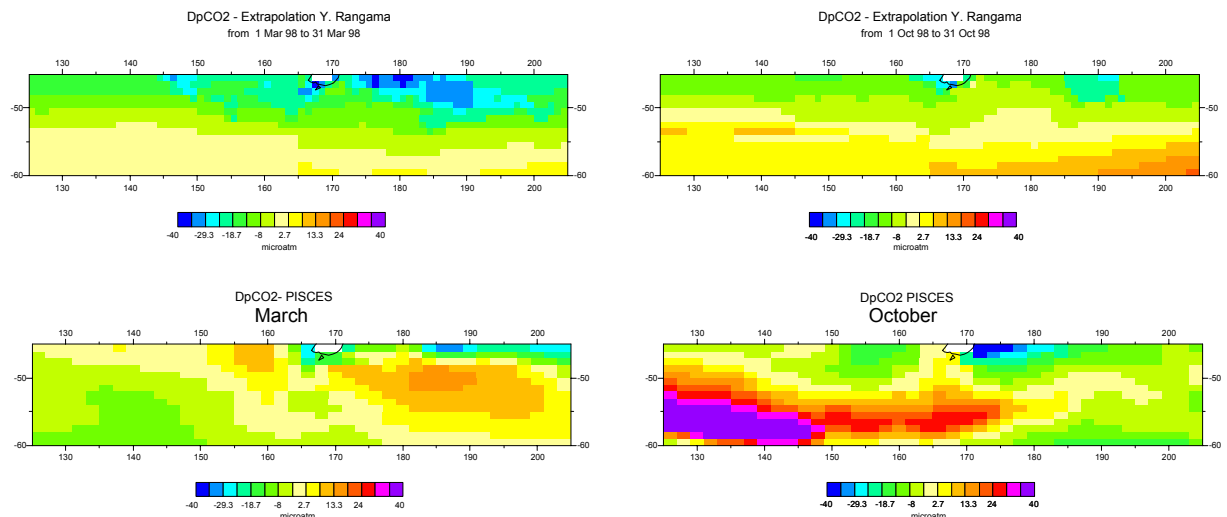 DpCO2 - Extrapolation Y. Rangama
from 1 Mar 98 to 31 Mar 98
130 140 150 160 170 180 190 200
-50 -50
-60 -60
130 140 150 160 170 180 190 200
-40 -29.3 -18.7 -8 2.7 13.3 24 40
microatm
DpCO2 - Extrapolation Y. Rangama
from 1 Oct 98 to 31 Oct 98
130 140 150 160 170 180 190 200
-50 -50
-60 -60
130 140 150 160 170 180 190 200
-40 -29.3 -18.7 -8 2.7 13.3 24 40
microatm
DpCO2- PISCES
March
130 140 150 160 170 180 190 200
-50 -50
-60 -60
130 140 150 160 170 180 190 200
-40 -29.3 -18.7 -8 2.7 13.3 24 40
microatm
DpCO2 PISCES
October
130 140 150 160 170 180 190 200
-50 -50
-60 -60
130 140 150 160 170 180 190 200
-40 -29.3 -18.7 -8 2.7 13.3 24 40
microatm